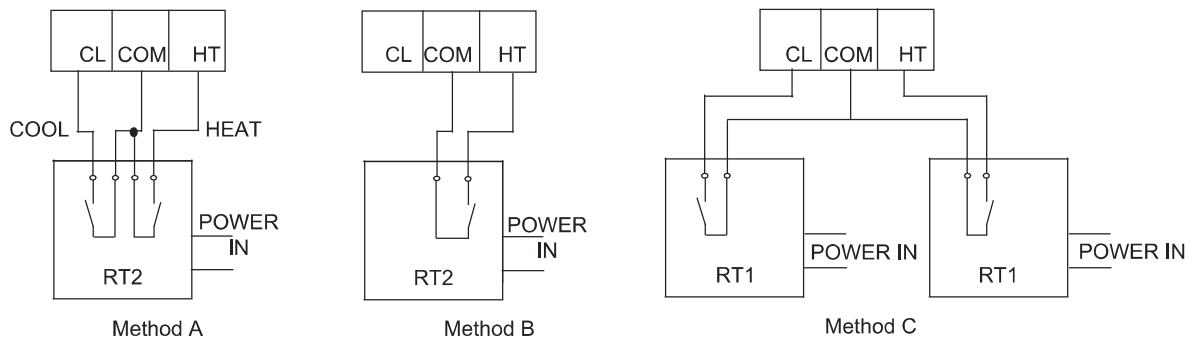 CL COM HT
COOL HEAT
POWER
IN
RT2
Method A
CL COM HT
POWER
IN
RT2
Method B
CL COM HT
POWER IN
RT1
POWER IN
RT1
Method C